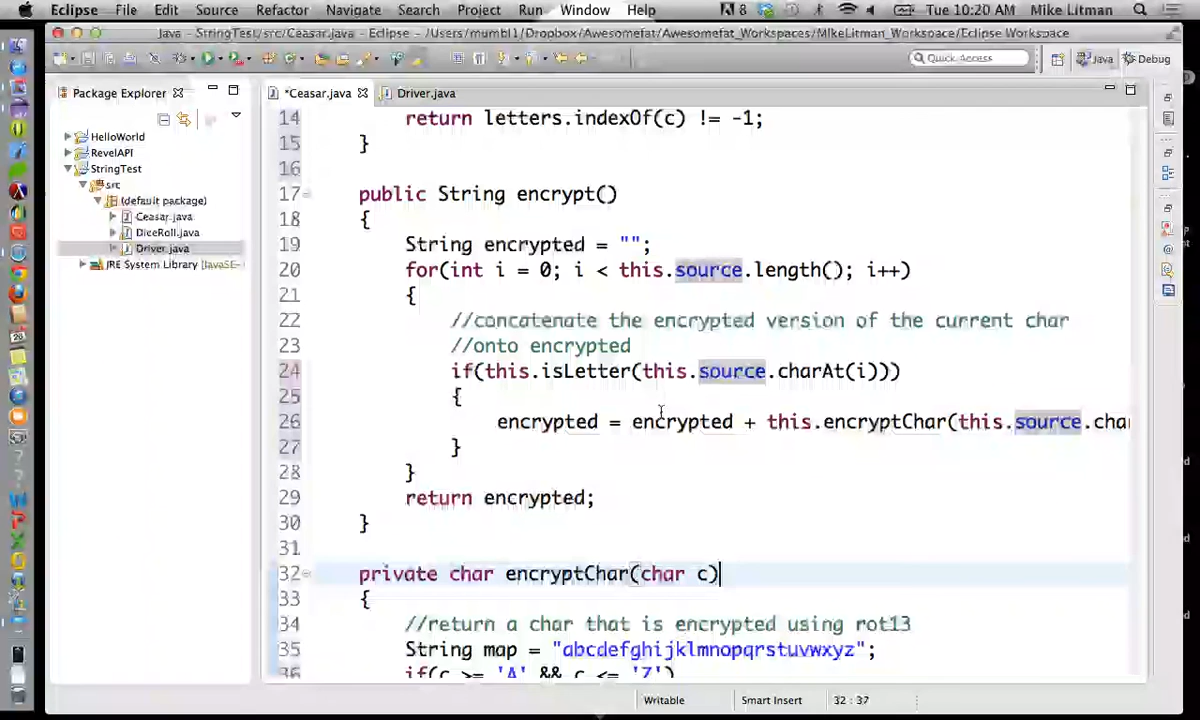 Eclipse File Edit Source Refactor Navigate Search Project Run Window Help 8 Tue 10:20 AM Mike Litman
Java - StringTest/src/Ceasar.java - Eclipse - /Users/mumbl1/Dropbox/Awesomefat/Awesomefat_Workspaces/MikeLitman_Workspace/Eclipse Workspace
Quick Access Java Debug
Package Explorer *Ceasar.java Driver.java
HelloWorld
RevelAPI
StringTest
src
(default package)
Ceasar.java
DiceRoll.java
Driver.java
JRE System Library [JavaSE-
14 return letters.indexOf(c) != -1;
15 }
16
17 public String encrypt()
18 {
19 String encrypted = "";
20 for(int i = 0; i < this.source.length(); i++)
21 {
22 //concatenate the encrypted version of the current char
23 //onto encrypted
24 if(this.isLetter(this.source.charAt(i)))
25 {
26 encrypted = encrypted + this.encryptChar(this.source.char
27 }
28 }
29 return encrypted;
30 }
31
32 private char encryptChar(char c)
33 {
34 //return a char that is encrypted using rot13
35 String map = "abcdefghijklmnopqrstuvwxyz";
36 if(c >= 'A' && c <= 'Z')
Writable Smart Insert 32 : 37